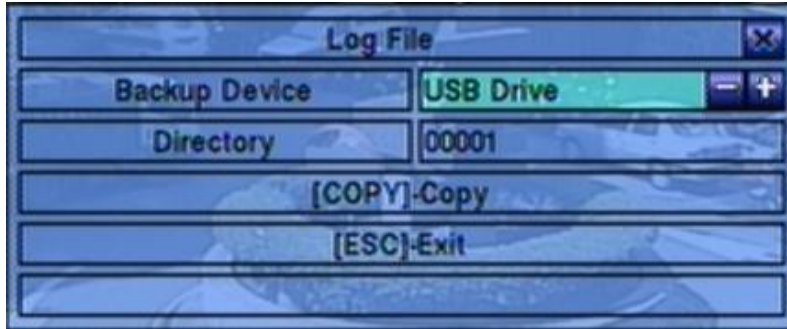 Log File
Backup Device USB Drive
Directory 00001
[COPY]-Copy
[ESC]-Exit